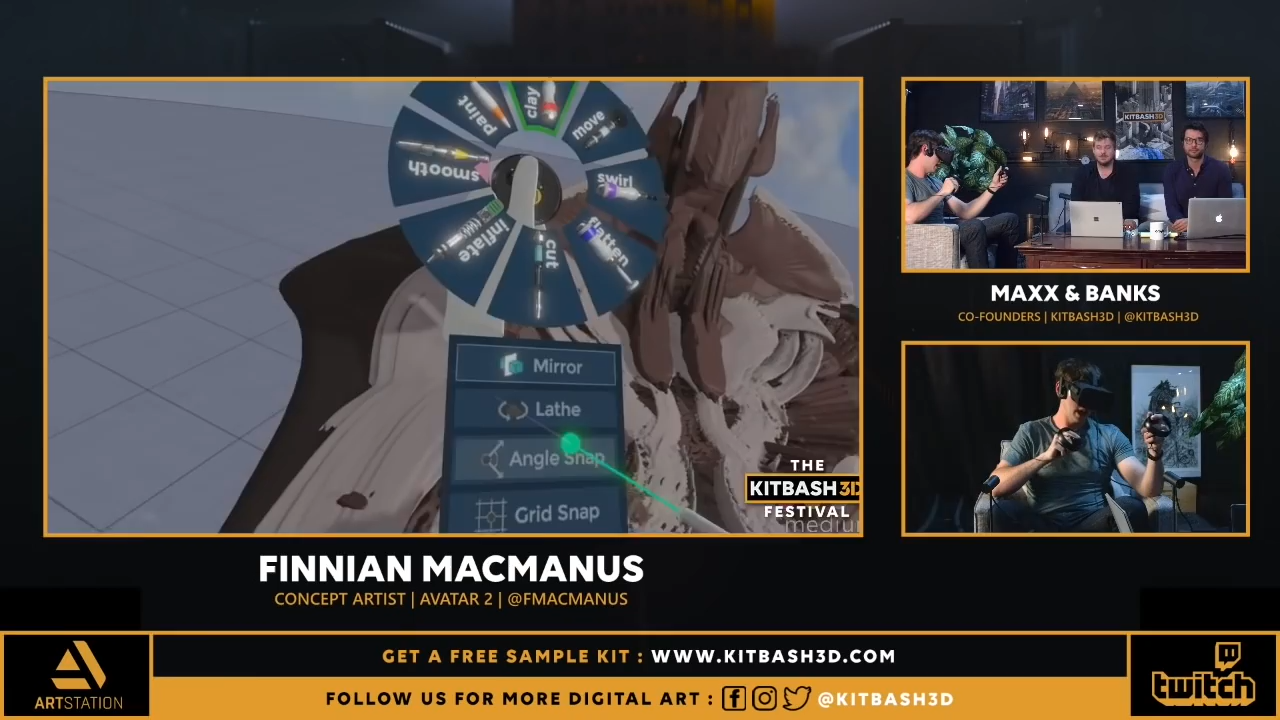 clay
paint
move
smooth
swirl
inflate
flatten
cut
Mirror
Lathe
Angle Snap
Grid Snap
THE
KITBASH3D
FESTIVAL
KITBASH3D
MAXX & BANKS
CO-FOUNDERS | KITBASH3D | @KITBASH3D
FINNIAN MACMANUS
CONCEPT ARTIST | AVATAR 2 | @FMACMANUS
GET A FREE SAMPLE KIT : WWW.KITBASH3D.COM
FOLLOW US FOR MORE DIGITAL ART : @KITBASH3D
ARTSTATION
twitch